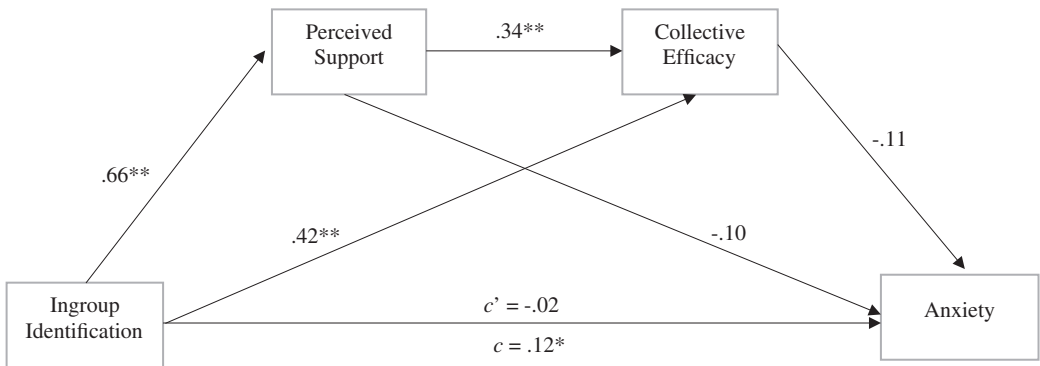 Perceived
Support
.34**
Collective
Efficacy
.66**
.42**
-.11
-.10
Ingroup
Identification
c’ = -.02
c = .12*
Anxiety